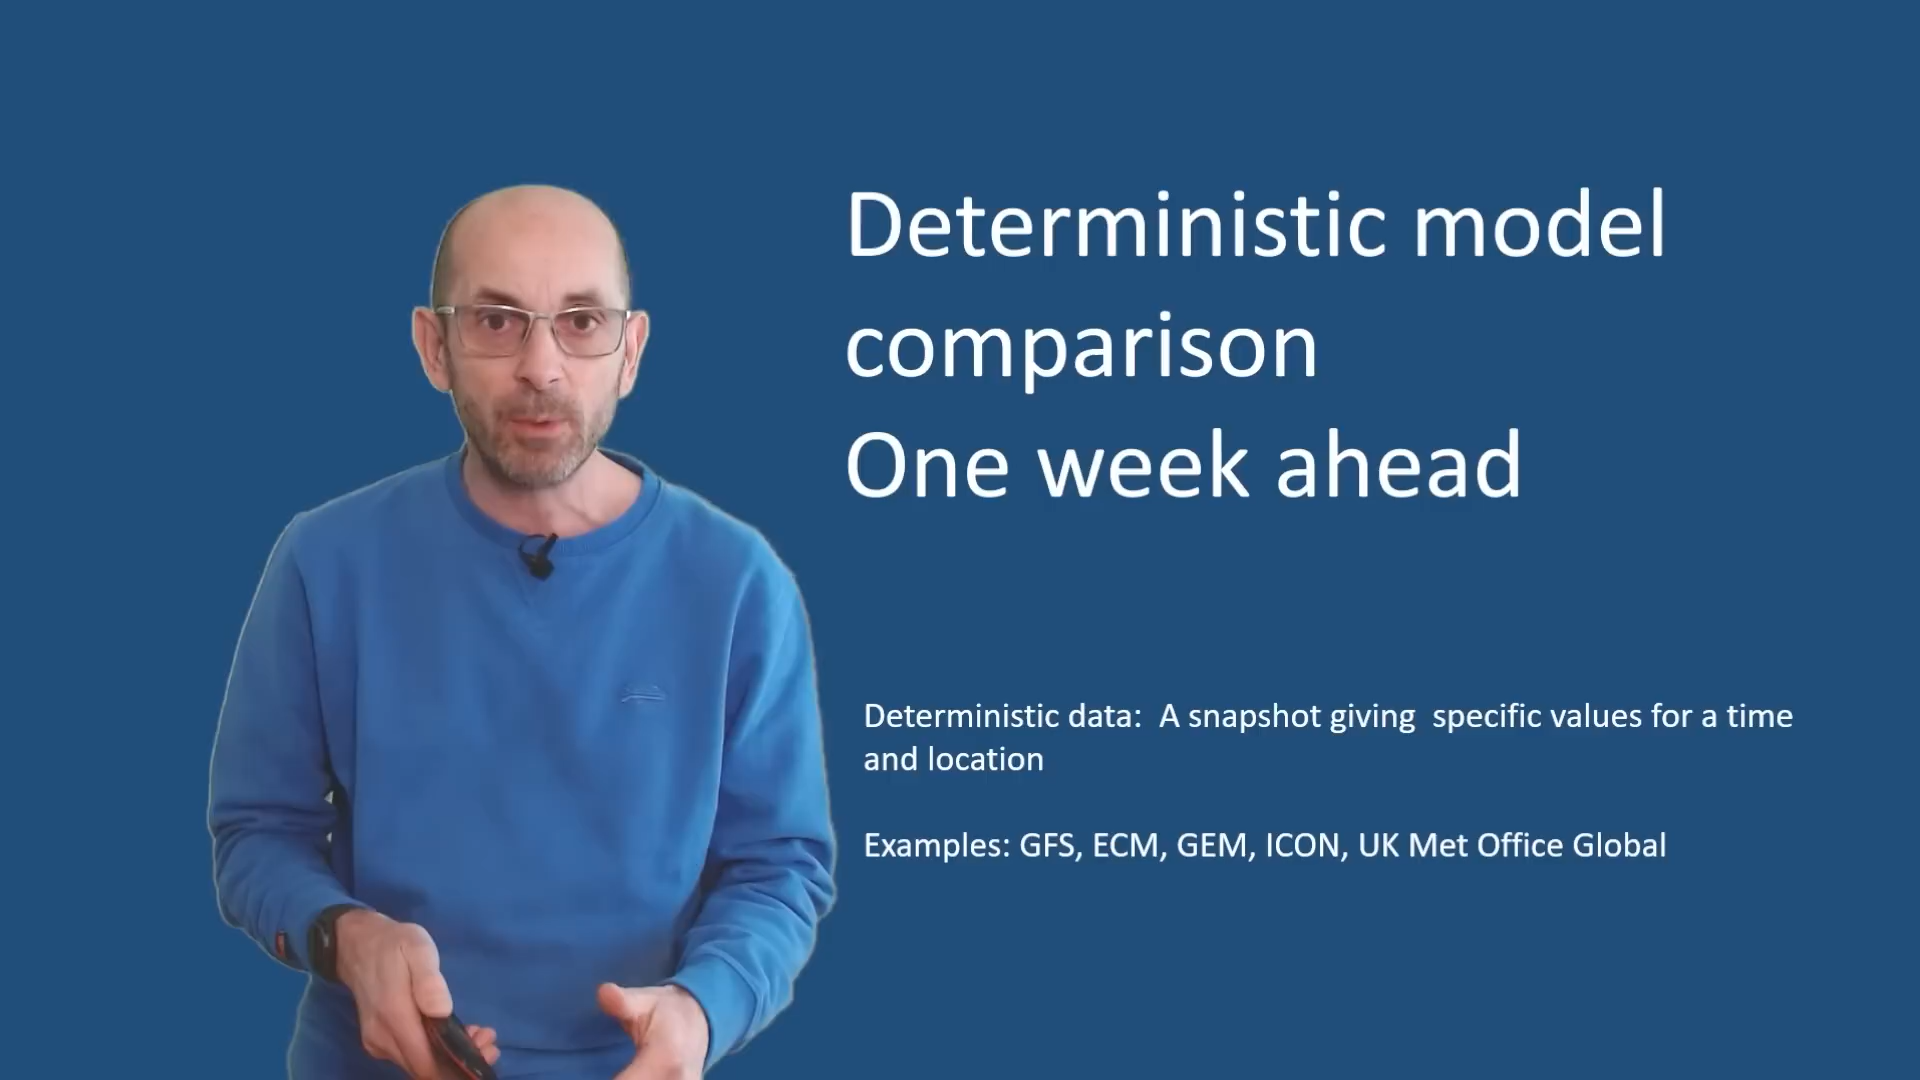 Deterministic model
comparison
One week ahead
Deterministic data:  A snapshot giving  specific values for a time
and location
Examples: GFS, ECM, GEM, ICON, UK Met Office Global